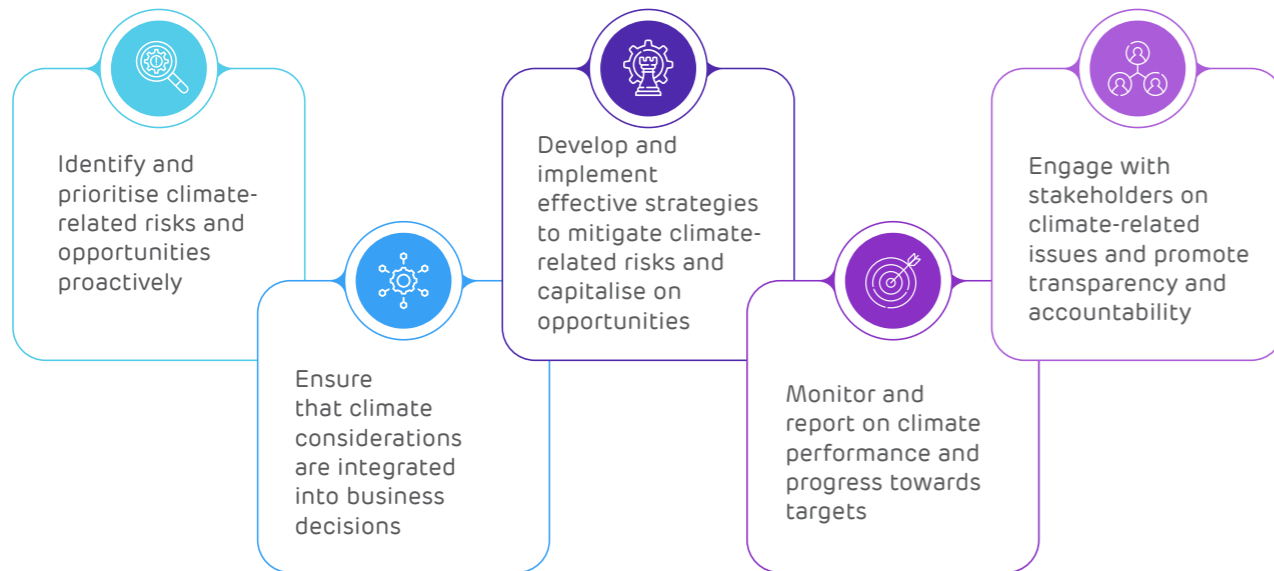 Identify and
prioritise climate-
related risks and
opportunities
proactively
Ensure
that climate
considerations
are integrated
into business
decisions
Develop and
implement
effective strategies
to mitigate climate-
related risks and
capitalise on
opportunities
Monitor and
report on climate
performance and
progress towards
targets
Engage with
stakeholders on
climate-related
issues and promote
transparency and
accountability